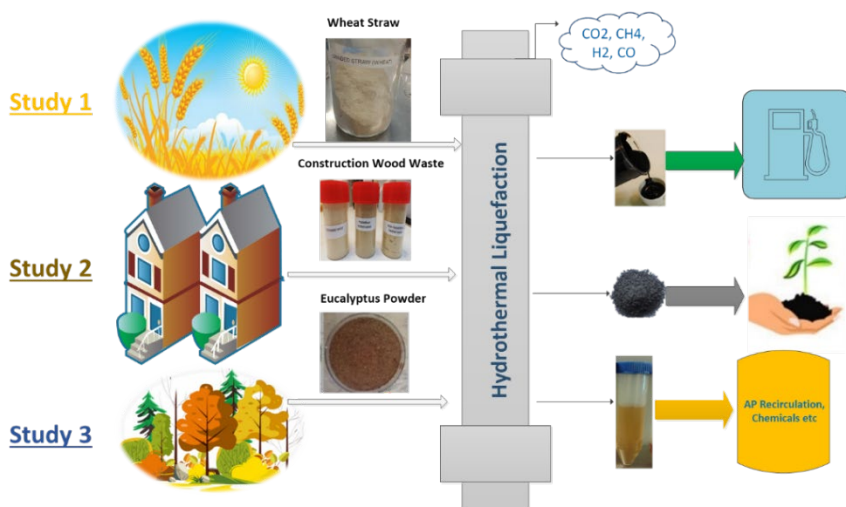 Wheat Straw
CO2, CH4,
H2, CO
Study 1
Construction Wood Waste
Hydrothermal Liquefaction
Study 2
Eucalyptus Powder
Study 3
AP Recirculation,
Chemicals etc